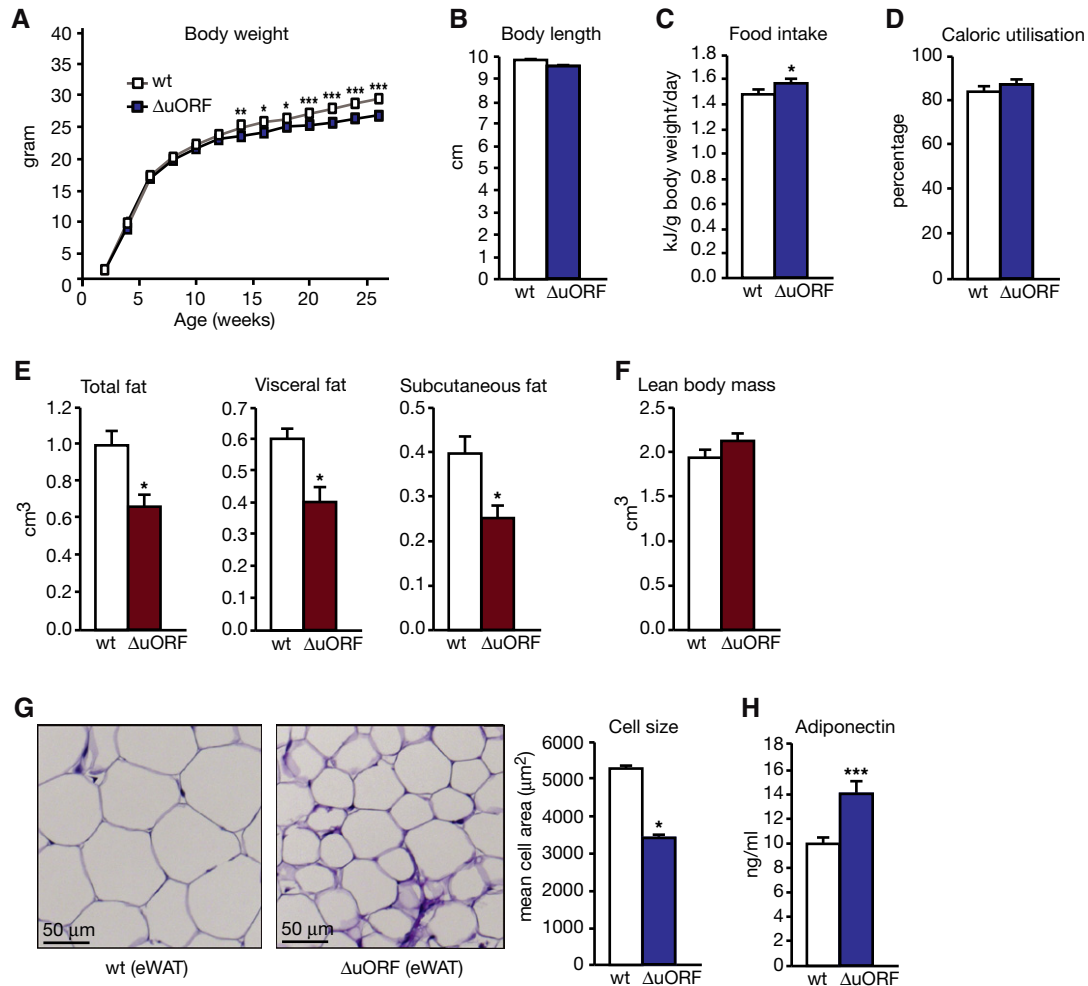 A
Body weight
gram
40
35
30
25
20
15
10
5
0
wt
ΔuORF
** * * *** *** *** ***
0 5 10 15 20 25
Age (weeks)
B
Body length
cm
10
9
8
7
6
5
4
3
2
1
0
wt ΔuORF
C
Food intake
kJ/g body weight/day
1.8
1.6
1.4
1.2
1.0
0.8
0.6
0.4
0.2
0.0
*
wt ΔuORF
D
Caloric utilisation
percentage
100
80
60
40
20
0
wt ΔuORF
E
Total fat
cm3
1.2
1.0
0.8
0.6
0.4
0.2
0.0
*
wt ΔuORF
Visceral fat
0.7
0.6
0.5
0.4
0.3
0.2
0.1
0.0
*
wt ΔuORF
Subcutaneous fat
0.5
0.4
0.3
0.2
0.1
0.0
*
wt ΔuORF
F
Lean body mass
cm3
2.5
2.0
1.5
1.0
0.5
0.0
wt ΔuORF
G
50 μm
wt (eWAT)
50 μm
ΔuORF (eWAT)
Cell size
mean cell area (μm2)
6000
5000
4000
3000
2000
1000
0
*
wt ΔuORF
H
Adiponectin
ng/ml
18
16
14
12
10
8
6
4
2
0
***
wt ΔuORF